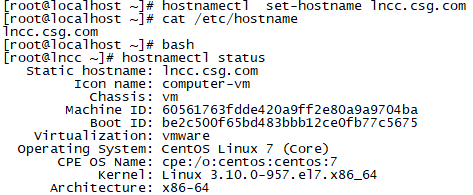 [root@localhost ~]# hostnamectl  set-hostname lncc.csg.com
[root@localhost ~]# cat /etc/hostname
lncc.csg.com
[root@localhost ~]# bash
[root@lncc ~]# hostnamectl status
Static hostname: lncc.csg.com
Icon name: computer-vm
Chassis: vm
Machine ID: 60561763fdde420a9ff2e80a9a9704ba
Boot ID: be2c500f65bd483bbb12ce0fb77c5675
Virtualization: vmware
Operating System: CentOS Linux 7 (Core)
CPE OS Name: cpe:/o:centos:centos:7
Kernel: Linux 3.10.0-957.el7.x86_64
Architecture: x86-64